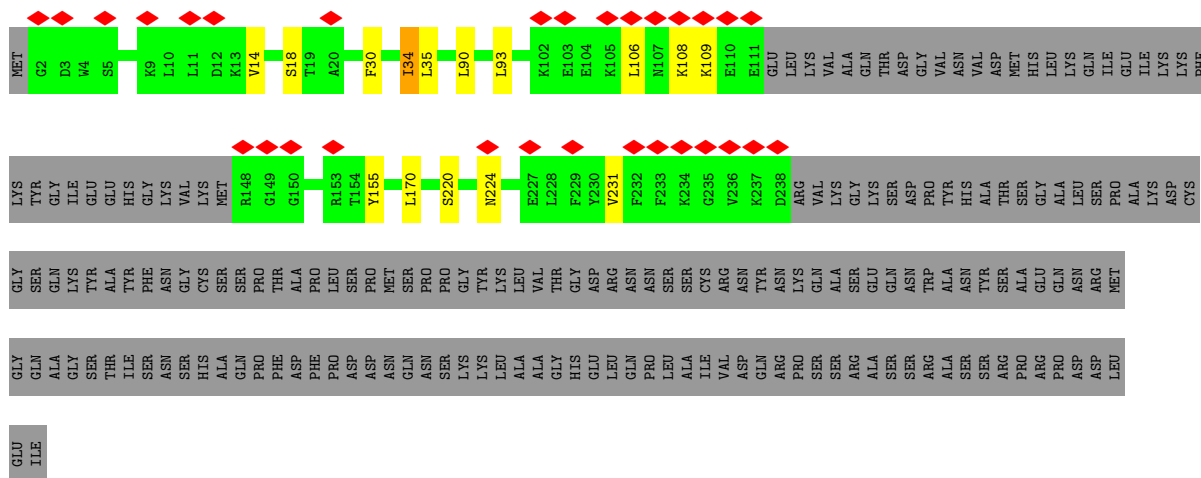 MET G2 D3 W4 S5 K9 L10 L11 D12 K13 V14 S18 T19 A20 F30 I34 L35 L90 L93 K102 E103 E104 K105 L106 N107 K108 K109 E110 E111 GLU LEU LYS VAL ALA GLN THR ASP GLY VAL ASN VAL ASP MET HIS LEU LYS GLN ILE GLU ILE LYS LYS PHE
LYS TYR GLY ILE GLU GLU HIS GLY LYS VAL LYS MET R148 G149 G150 R153 T154 Y155 L170 S220 N224 E227 L228 F229 Y230 V231 F232 F233 K234 G235 V236 K237 D238 ARG VAL LYS GLY LYS SER ASP PRO TYR HIS ALA THR SER GLY ALA LEU SER PRO ALA LYS ASP CYS
GLY SER GLN LYS TYR ALA TYR PHE ASN GLY CYS SER SER PRO THR ALA PRO LEU SER PRO MET SER PRO PRO GLY TYR LYS LEU VAL THR GLY ASP ARG ASN ASN SER SER CYS ARG ASN TYR ASN LYS GLN ALA SER GLU GLN ASN TRP ALA ASN TYR SER ALA GLU GLN ASN ARG MET
GLY GLN ALA GLY SER THR ILE SER ASN SER HIS ALA GLN PRO PHE ASP PHE PRO ASP ASP ASN GLN ASN SER LYS LYS LEU ALA ALA GLY HIS GLU LEU GLN PRO LEU ALA ILE VAL ASP GLN ARG PRO SER SER ARG ALA SER SER ARG ALA SER SER ARG PRO ARG PRO ASP ASP LEU
GLU ILE